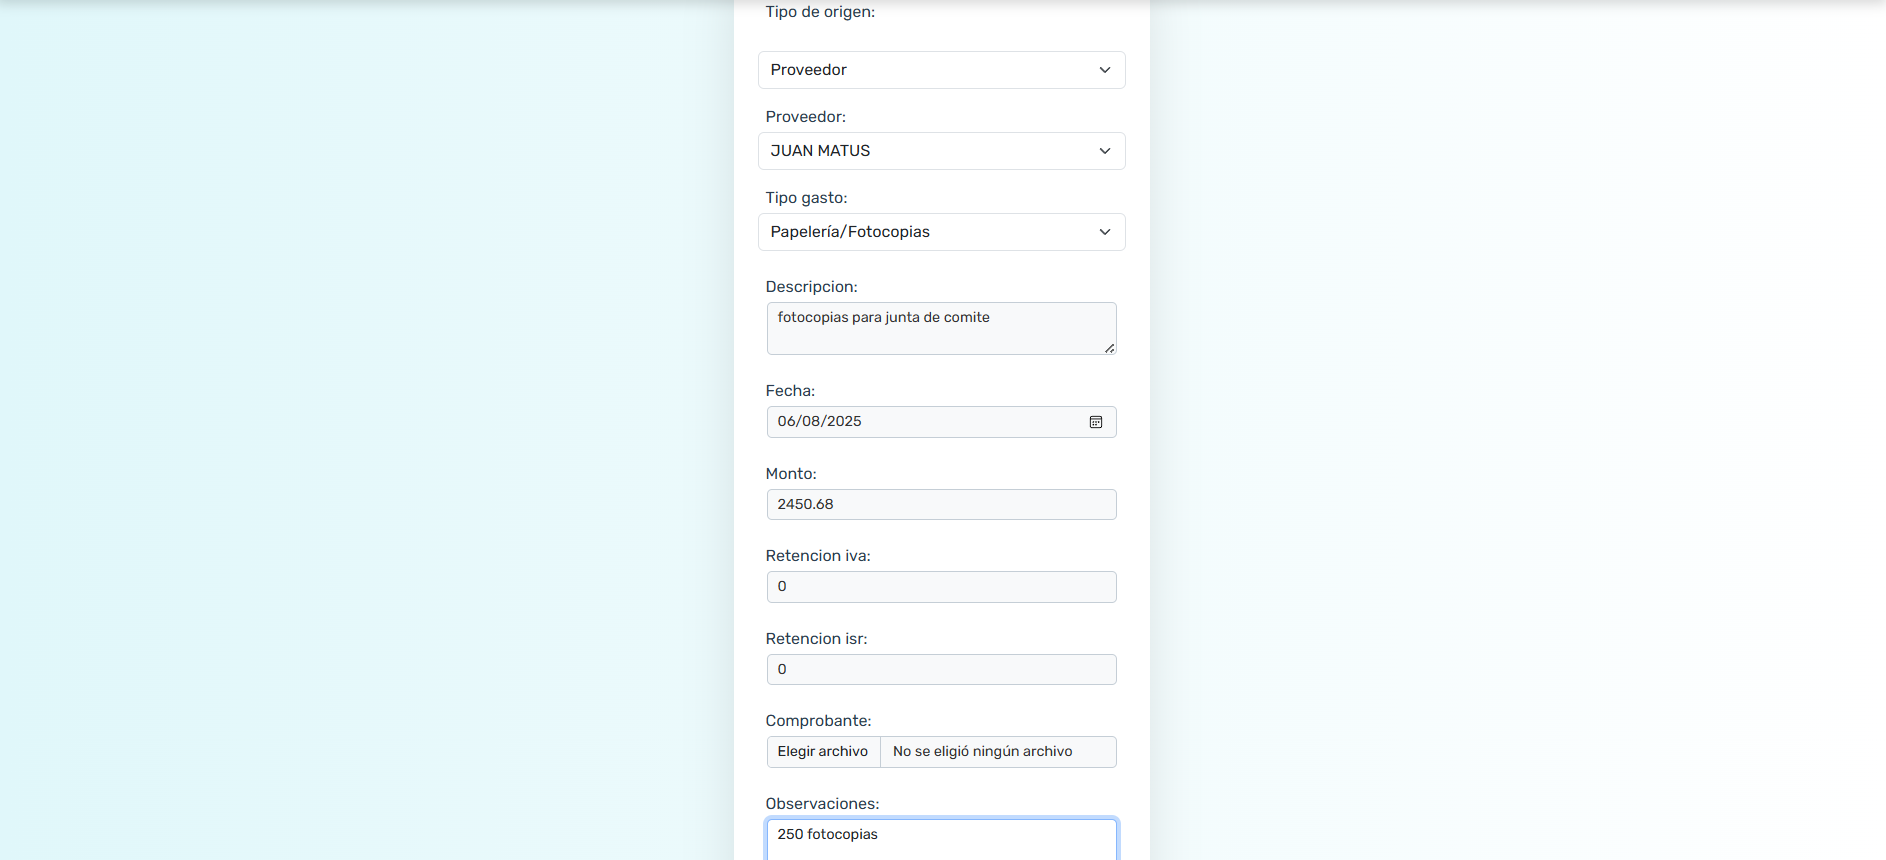 Tipo de origen:
Proveedor
Proveedor:
JUAN MATUS
Tipo gasto:
Papelería/Fotocopias
Descripcion:
fotocopias para junta de comite
Fecha:
06/08/2025
Monto:
2450.68
Retencion iva:
0
Retencion isr:
0
Comprobante:
Elegir archivo No se eligió ningún archivo
Observaciones:
250 fotocopias